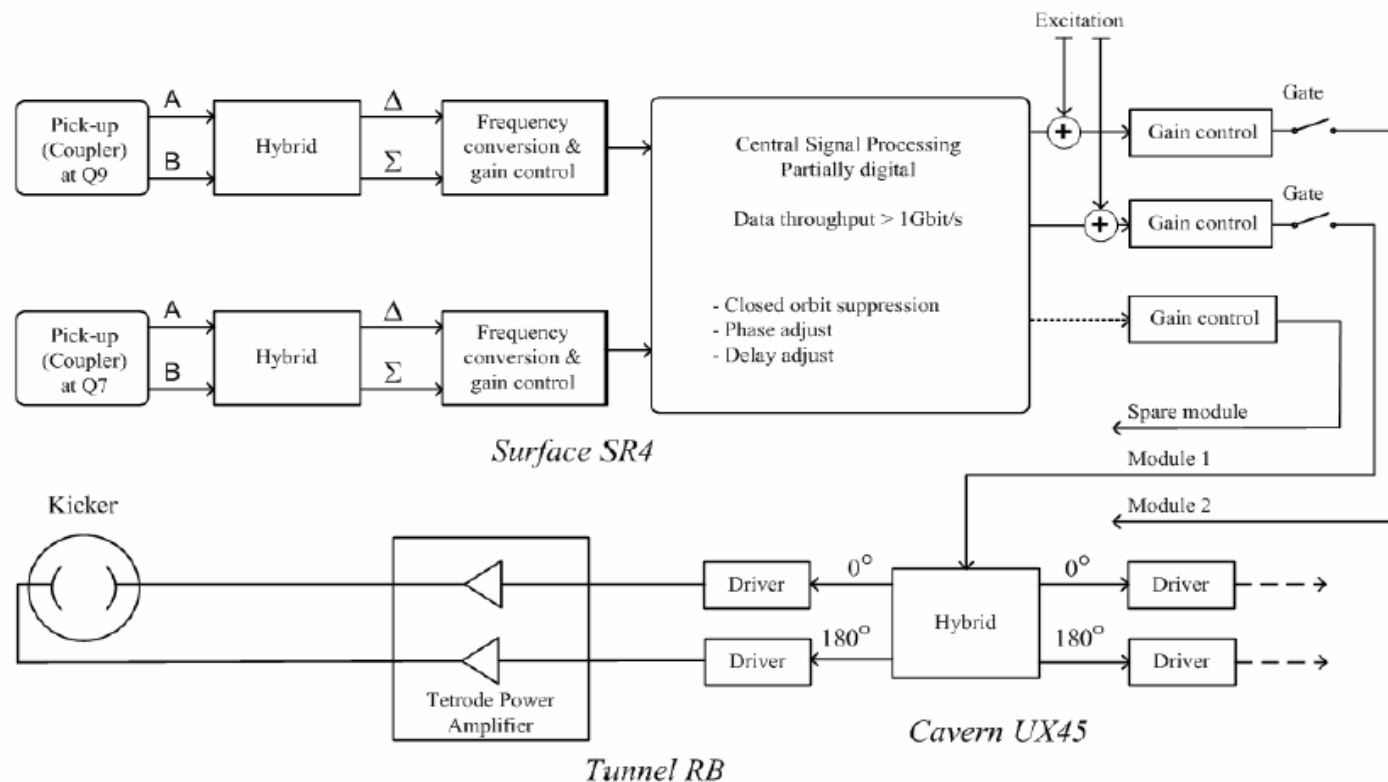 Excitation
Pick-up
(Coupler)
at Q9
A
B
Hybrid
Δ
Σ
Frequency
conversion &
gain control
Central Signal Processing
Partially digital
Data throughput > 1Gbit/s
- Closed orbit suppression
- Phase adjust
- Delay adjust
+
Gain control
Gate
+
Gain control
Gate
Gain control
Pick-up
(Coupler)
at Q7
A
B
Hybrid
Δ
Σ
Frequency
conversion &
gain control
Surface SR4
Spare module
Module 1
Module 2
Kicker
Tetrode Power
Amplifier
Driver
0°
Driver
180°
Hybrid
0°
Driver
180°
Driver
Cavern UX45
Tunnel RB